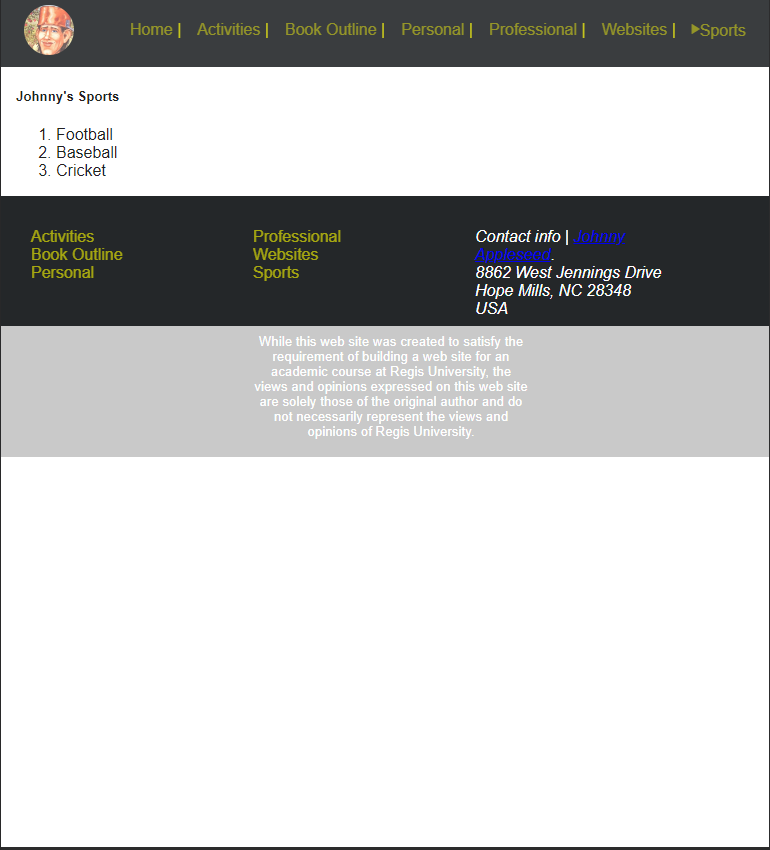 Home | Activities | Book Outline | Personal | Professional | Websites | Sports
Johnny's Sports
1. Football
2. Baseball
3. Cricket
Activities
Book Outline
Personal
Professional
Websites
Sports
Contact info | Johnny
Appleseed.
8862 West Jennings Drive
Hope Mills, NC 28348
USA
While this web site was created to satisfy the
requirement of building a web site for an
academic course at Regis University, the
views and opinions expressed on this web site
are solely those of the original author and do
not necessarily represent the views and
opinions of Regis University.